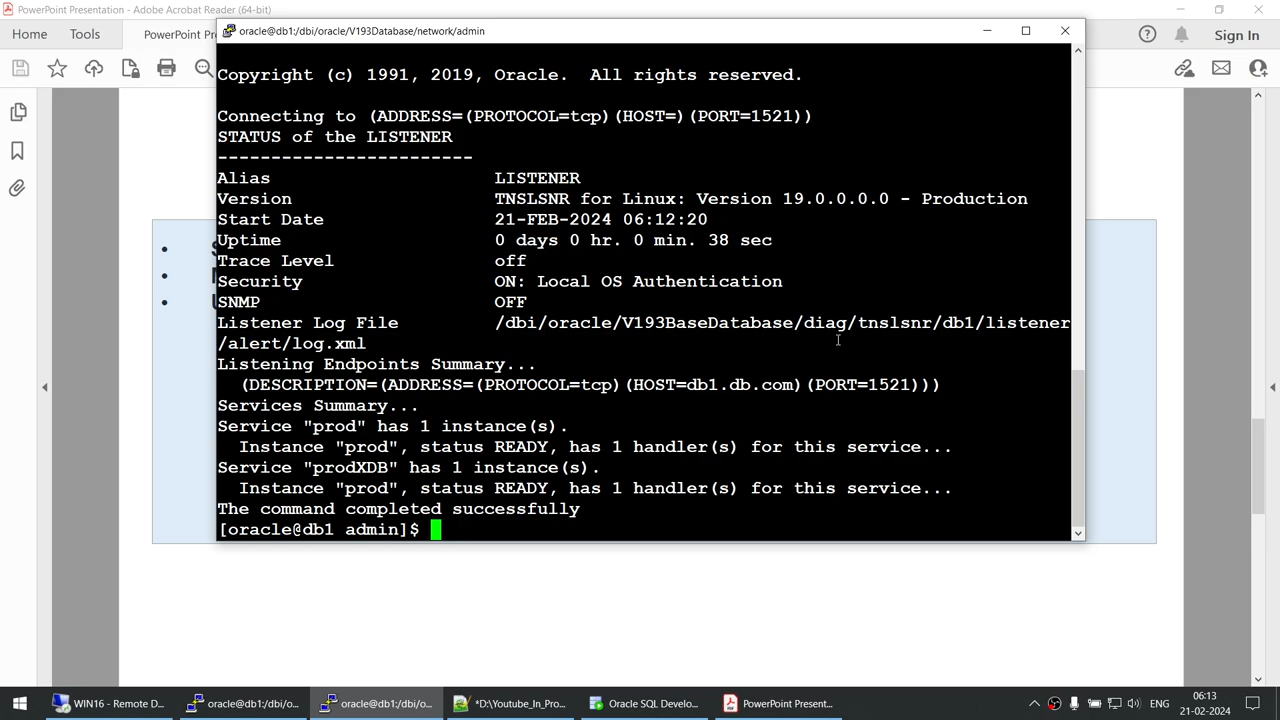 PowerPoint Presentation - Adobe Acrobat Reader (64-bit)
Home Tools PowerPoint Pr
Sign In
oracle@db1:/dbi/oracle/V193Database/network/admin
Copyright (c) 1991, 2019, Oracle.  All rights reserved.
Connecting to (ADDRESS=(PROTOCOL=tcp)(HOST=)(PORT=1521))
STATUS of the LISTENER
------------------------
Alias                     LISTENER
Version                   TNSLSNR for Linux: Version 19.0.0.0.0 - Production
Start Date                21-FEB-2024 06:12:20
Uptime                    0 days 0 hr. 0 min. 38 sec
Trace Level               off
Security                  ON: Local OS Authentication
SNMP                      OFF
Listener Log File         /dbi/oracle/V193BaseDatabase/diag/tnslsnr/db1/listener
/alert/log.xml
Listening Endpoints Summary...
  (DESCRIPTION=(ADDRESS=(PROTOCOL=tcp)(HOST=db1.db.com)(PORT=1521)))
Services Summary...
Service "prod" has 1 instance(s).
  Instance "prod", status READY, has 1 handler(s) for this service...
Service "prodXDB" has 1 instance(s).
  Instance "prod", status READY, has 1 handler(s) for this service...
The command completed successfully
[oracle@db1 admin]$
WIN16 - Remote D... oracle@db1:/dbi/o... oracle@db1:/dbi/o... *D:\Youtube_In_Pro... Oracle SQL Develo... PowerPoint Present...
ENG
06:13
21-02-2024